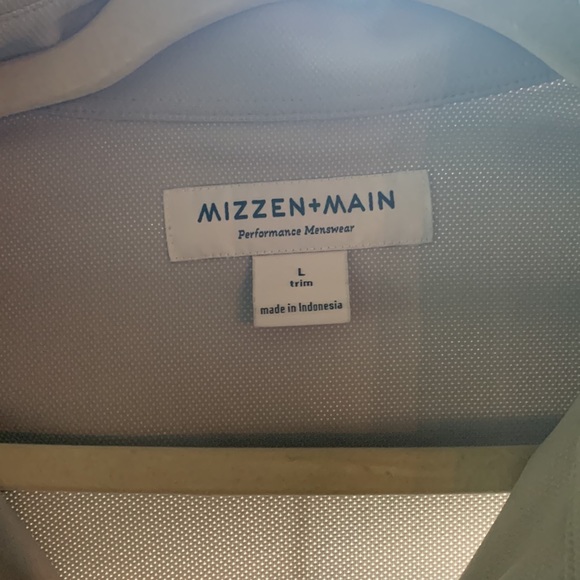 MIZZEN+MAIN
Performance Menswear
L
trim
made in Indonesia